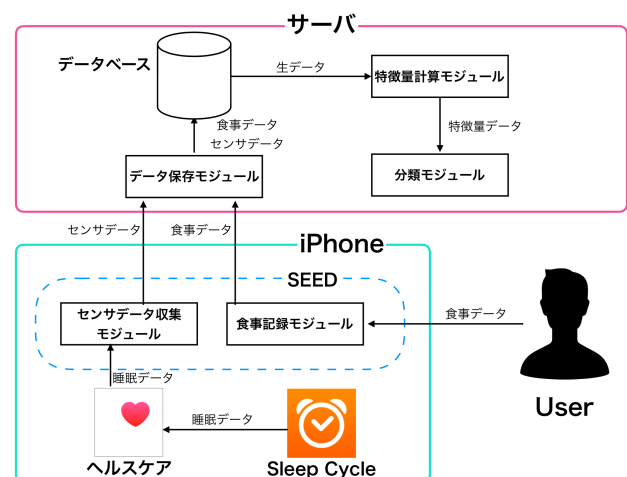 サーバ
データベース
生データ
特徴量計算モジュール
食事データ
センサデータ
特徴量データ
データ保存モジュール
分類モジュール
センサデータ
食事データ
iPhone
SEED
センサデータ収集
モジュール
食事記録モジュール
食事データ
睡眠データ
睡眠データ
User
ヘルスケア
Sleep Cycle